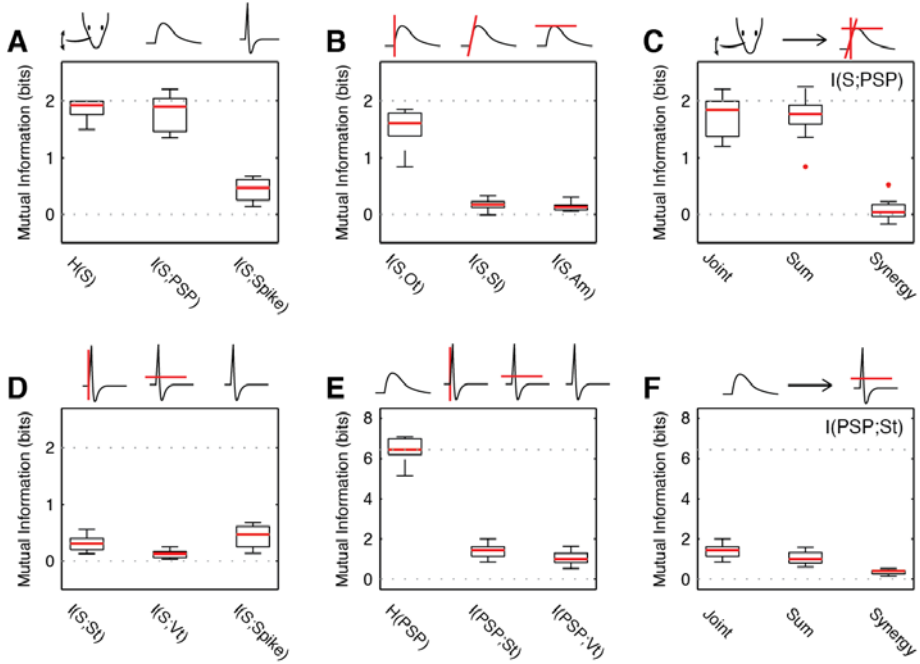 A
Mutual Information (bits)
2
1
0
H(S)
I(S;PSP)
I(S;Spike)
B
Mutual Information (bits)
2
1
0
I(S,Ot)
I(S,Sl)
I(S,Am)
C
I(S;PSP)
Mutual Information (bits)
2
1
0
Joint
Sum
Synergy
D
Mutual Information (bits)
2
1
0
I(S;St)
I(S;Vt)
I(S;Spike)
E
Mutual Information (bits)
8
6
4
2
0
H(PSP)
I(PSP;St)
I(PSP;Vt)
F
I(PSP;St)
Mutual Information (bits)
8
6
4
2
0
Joint
Sum
Synergy